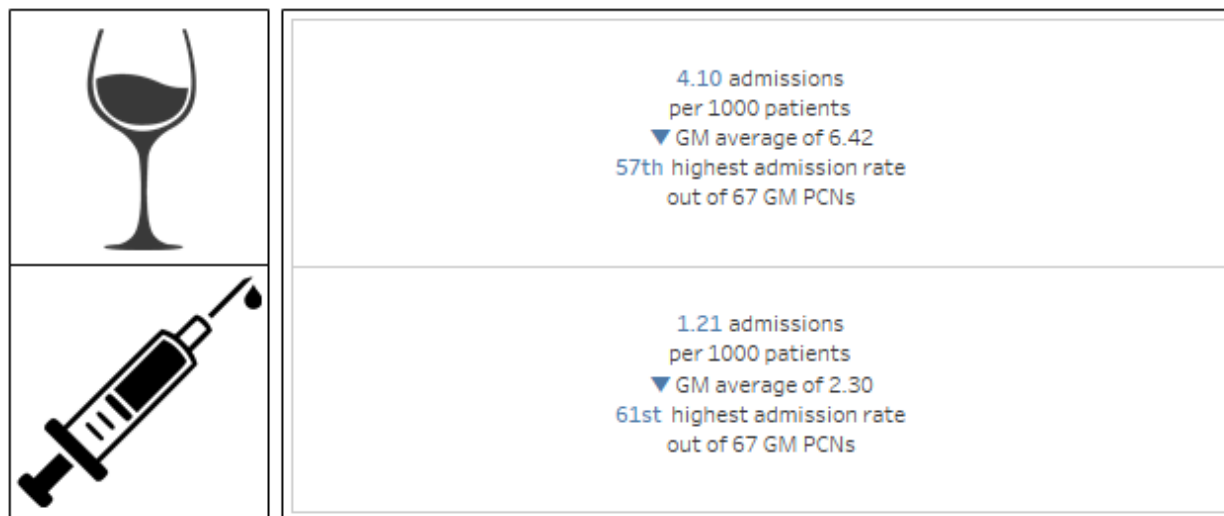 4.10 admissions
per 1000 patients
▼ GM average of 6.42
57th highest admission rate
out of 67 GM PCNs
1.21 admissions
per 1000 patients
▼ GM average of 2.30
61st highest admission rate
out of 67 GM PCNs